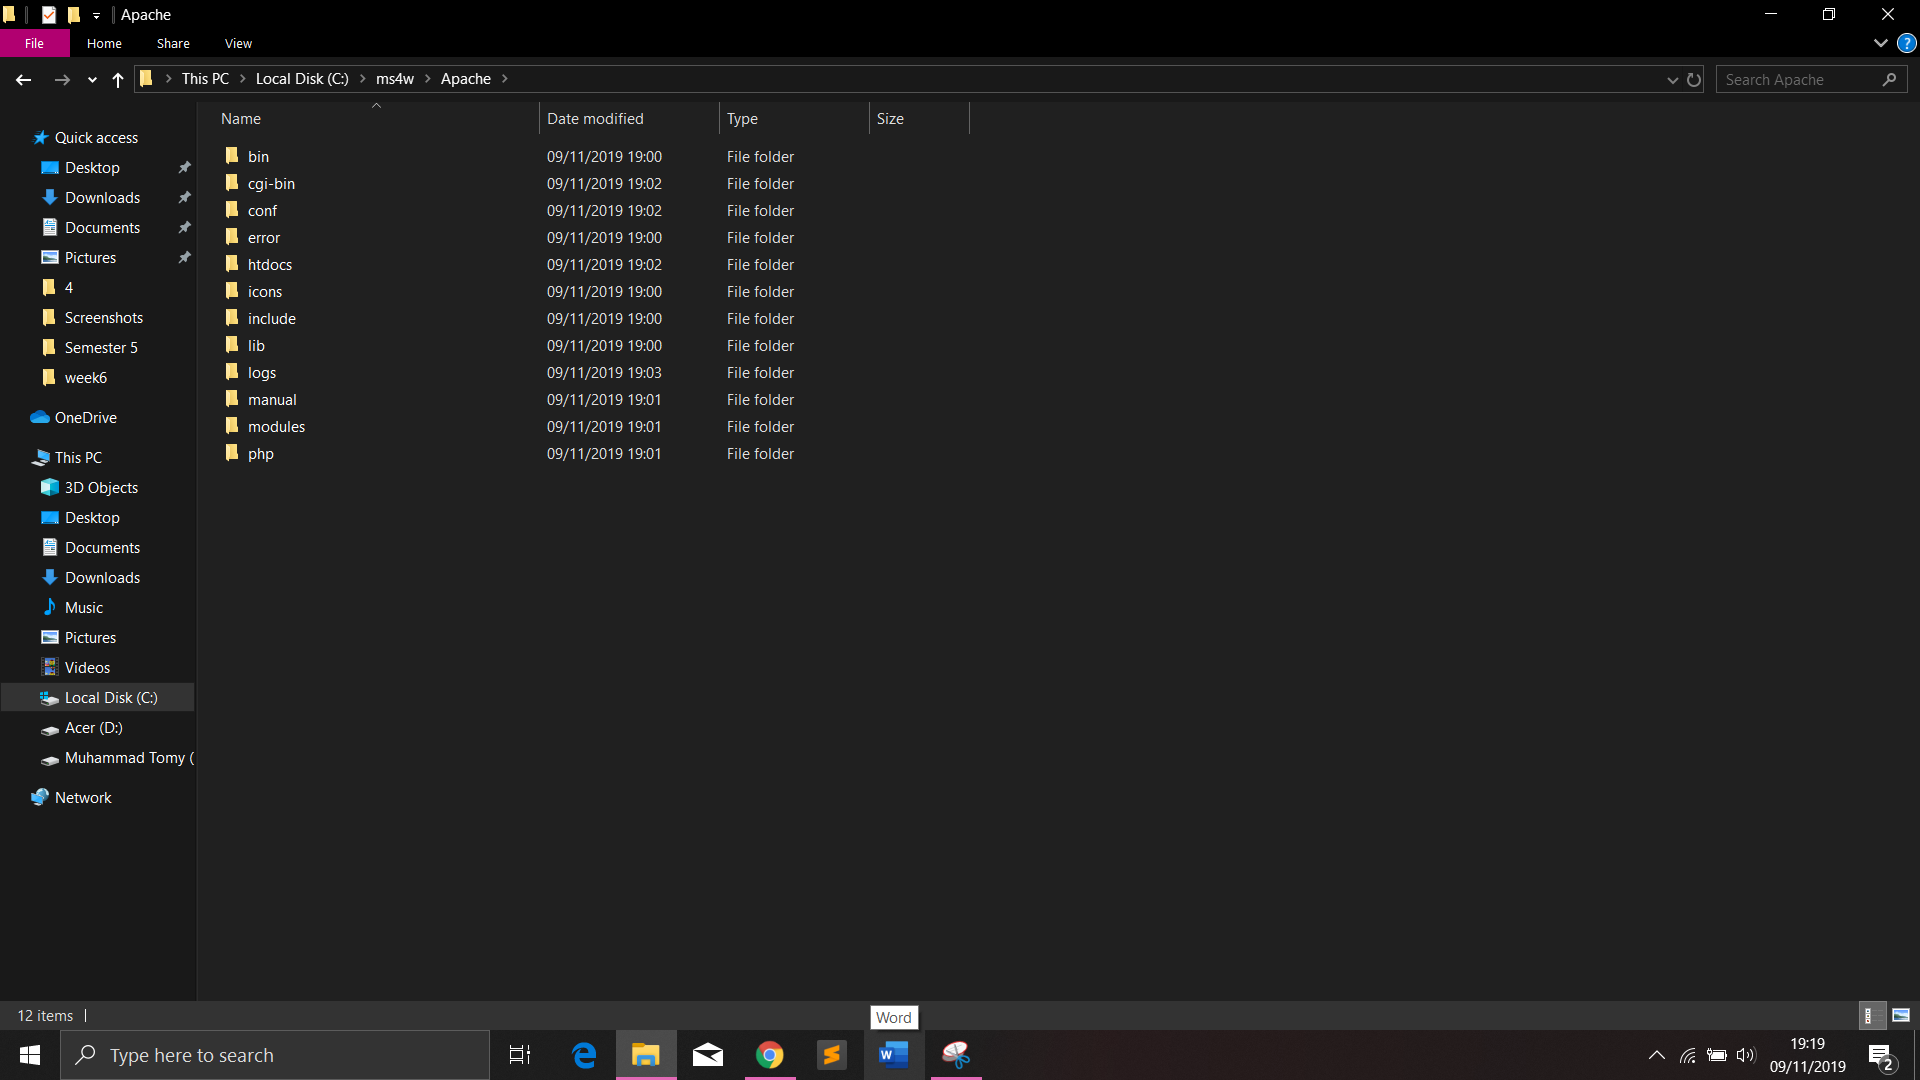 Apache
File Home Share View
This PC Local Disk (C:) ms4w Apache
Search Apache
Name Date modified Type Size
bin 09/11/2019 19:00 File folder
cgi-bin 09/11/2019 19:02 File folder
conf 09/11/2019 19:02 File folder
error 09/11/2019 19:00 File folder
htdocs 09/11/2019 19:02 File folder
icons 09/11/2019 19:00 File folder
include 09/11/2019 19:00 File folder
lib 09/11/2019 19:00 File folder
logs 09/11/2019 19:03 File folder
manual 09/11/2019 19:01 File folder
modules 09/11/2019 19:01 File folder
php 09/11/2019 19:01 File folder
Quick access
Desktop
Downloads
Documents
Pictures
4
Screenshots
Semester 5
week6
OneDrive
This PC
3D Objects
Desktop
Documents
Downloads
Music
Pictures
Videos
Local Disk (C:)
Acer (D:)
Muhammad Tomy (
Network
12 items
Word
Type here to search
19:19
09/11/2019
2